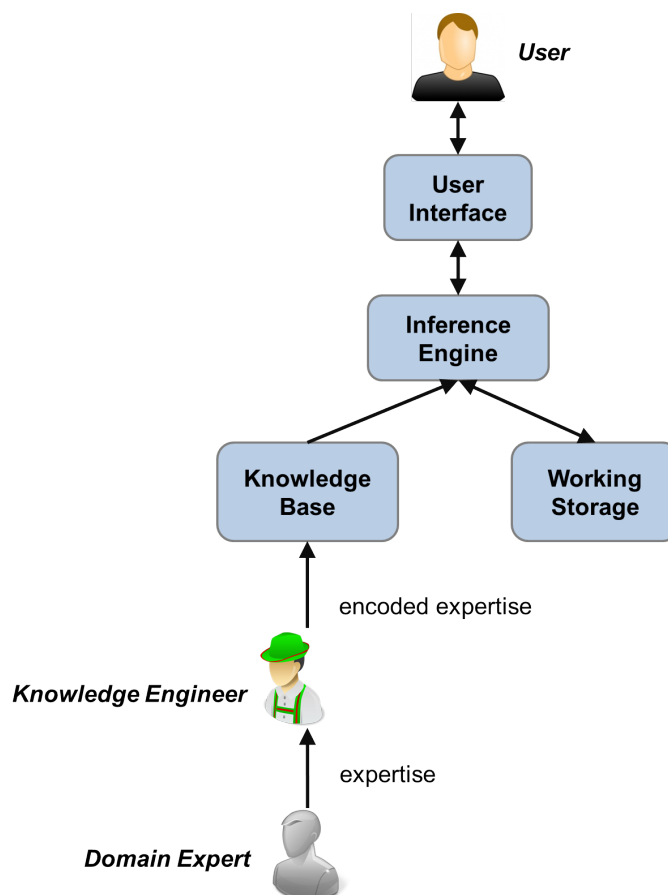 User
User
Interface
Inference
Engine
Knowledge
Base
Working
Storage
encoded expertise
Knowledge Engineer
expertise
Domain Expert